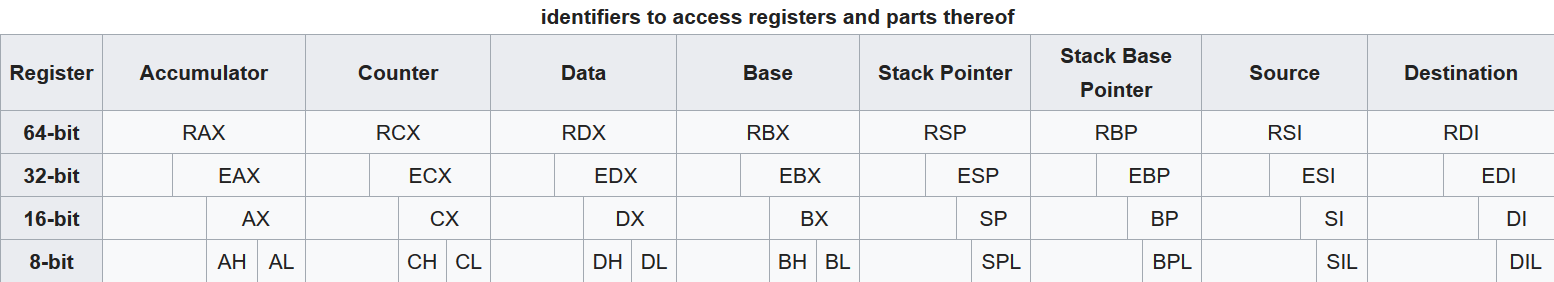 identifiers to access registers and parts thereof
Register Accumulator Counter Data Base Stack Pointer Stack Base Pointer Source Destination
64-bit RAX RCX RDX RBX RSP RBP RSI RDI
32-bit EAX ECX EDX EBX ESP EBP ESI EDI
16-bit AX CX DX BX SP BP SI DI
8-bit AH AL CH CL DH DL BH BL SPL BPL SIL DIL